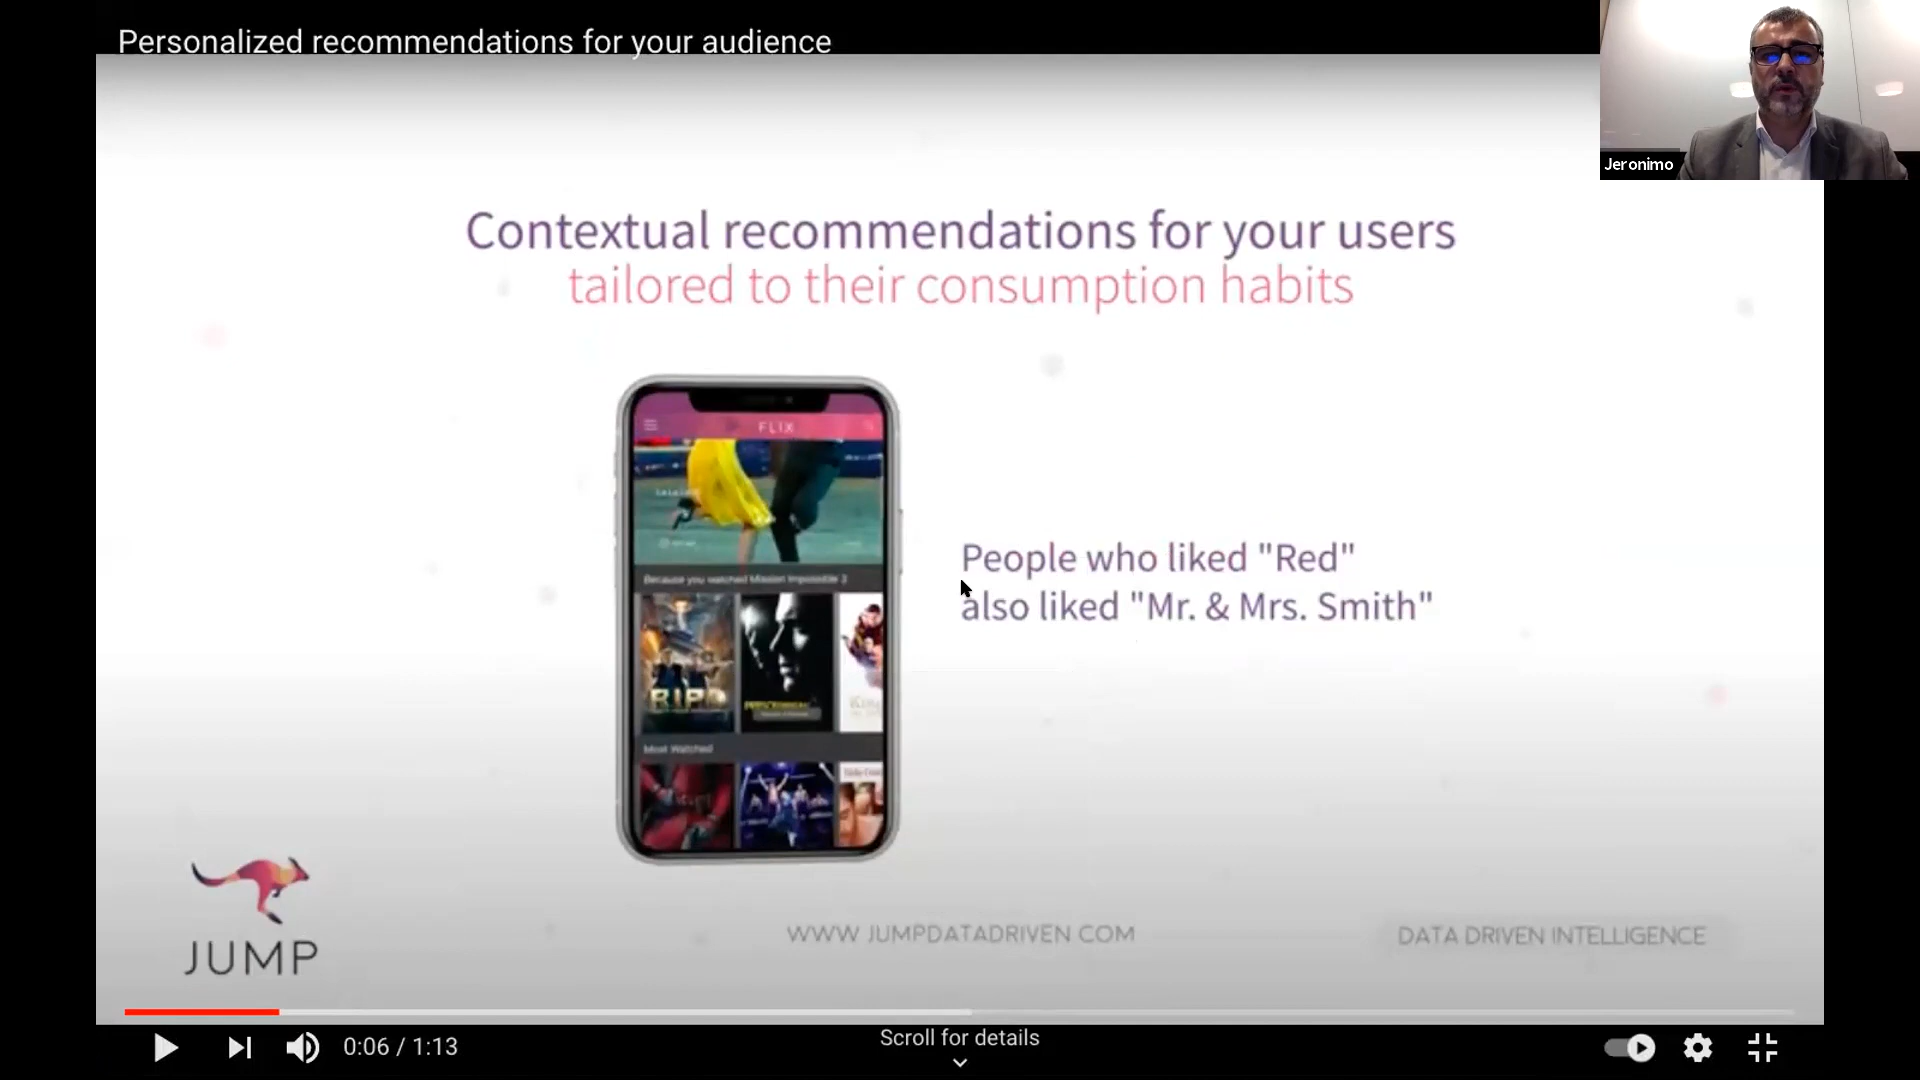 Personalized recommendations for your audience
Jeronimo
Contextual recommendations for your users
tailored to their consumption habits
FLIX
Because you watched Mission Impossible 3
People who liked "Red"
also liked "Mr. & Mrs. Smith"
RIPD
Most Watched
JUMP
WWW JUMPDATADRIVEN COM
DATA DRIVEN INTELLIGENCE
0:06 / 1:13
Scroll for details